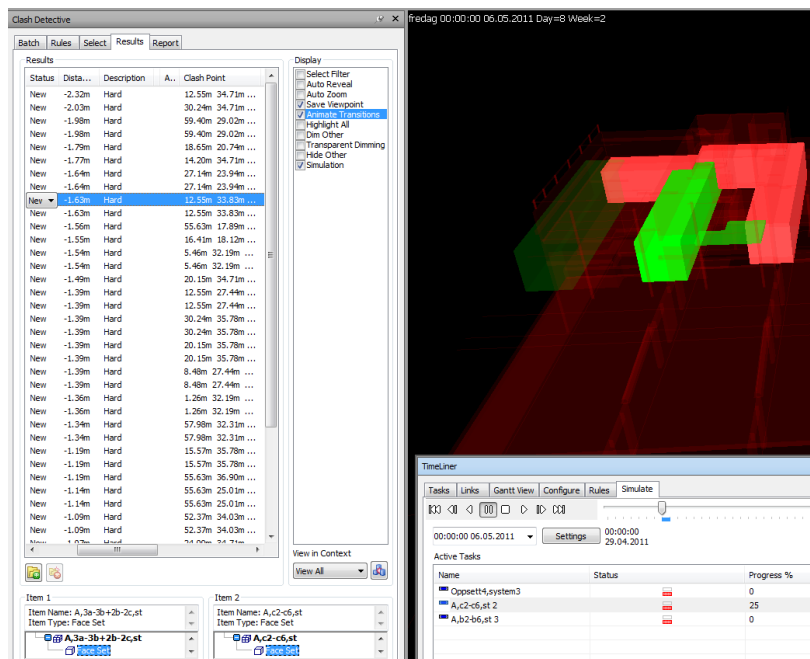 Clash Detective
Batch Rules Select Results Report
Results
Status Dista... Description A.. Clash Point
New -2.32m Hard 12.55m 34.71m ...
New -2.03m Hard 30.24m 34.71m ...
New -1.98m Hard 59.40m 29.02m ...
New -1.98m Hard 59.40m 29.02m ...
New -1.79m Hard 18.65m 20.74m ...
New -1.77m Hard 14.20m 34.71m ...
New -1.64m Hard 27.14m 23.94m ...
New -1.64m Hard 27.14m 23.94m ...
New -1.63m Hard 12.55m 33.83m ...
New -1.63m Hard 12.55m 33.83m ...
New -1.56m Hard 55.63m 17.89m ...
New -1.55m Hard 16.41m 18.12m ...
New -1.54m Hard 5.46m 32.19m ...
New -1.54m Hard 5.46m 32.19m ...
New -1.49m Hard 20.15m 34.71m ...
New -1.39m Hard 12.55m 27.44m ...
New -1.39m Hard 12.55m 27.44m ...
New -1.39m Hard 30.24m 35.78m ...
New -1.39m Hard 30.24m 35.78m ...
New -1.39m Hard 20.15m 35.78m ...
New -1.39m Hard 20.15m 35.78m ...
New -1.39m Hard 8.48m 27.44m ...
New -1.39m Hard 8.48m 27.44m ...
New -1.36m Hard 1.26m 32.19m ...
New -1.36m Hard 1.26m 32.19m ...
New -1.34m Hard 57.98m 32.31m ...
New -1.34m Hard 57.98m 32.31m ...
New -1.19m Hard 15.57m 35.78m ...
New -1.19m Hard 15.57m 35.78m ...
New -1.19m Hard 55.63m 36.90m ...
New -1.14m Hard 55.63m 25.01m ...
New -1.14m Hard 55.63m 25.01m ...
New -1.09m Hard 52.37m 34.03m ...
New -1.09m Hard 52.37m 34.03m ...
New -1.07m Hard 24.00m 34.71m ...
Display
Select Filter
Auto Reveal
Auto Zoom
Save Viewpoint
Animate Transitions
Highlight All
Dim Other
Transparent Dimming
Hide Other
Simulation
View in Context
View All
Item 1
Item Name: A,3a-3b+2b-2c,st
Item Type: Face Set
A,3a-3b+2b-2c,st
Face Set
Item 2
Item Name: A,c2-c6,st
Item Type: Face Set
A,c2-c6,st
Face Set
fredag 00:00:00 06.05.2011 Day=8 Week=2
TimeLiner
Tasks Links Gantt View Configure Rules Simulate
00:00:00 06.05.2011 Settings 00:00:00
29.04.2011
Active Tasks
Name Status Progress %
Oppsett4,system3 0
A,c2-c6,st 2 25
A,b2-b6,st 3 0